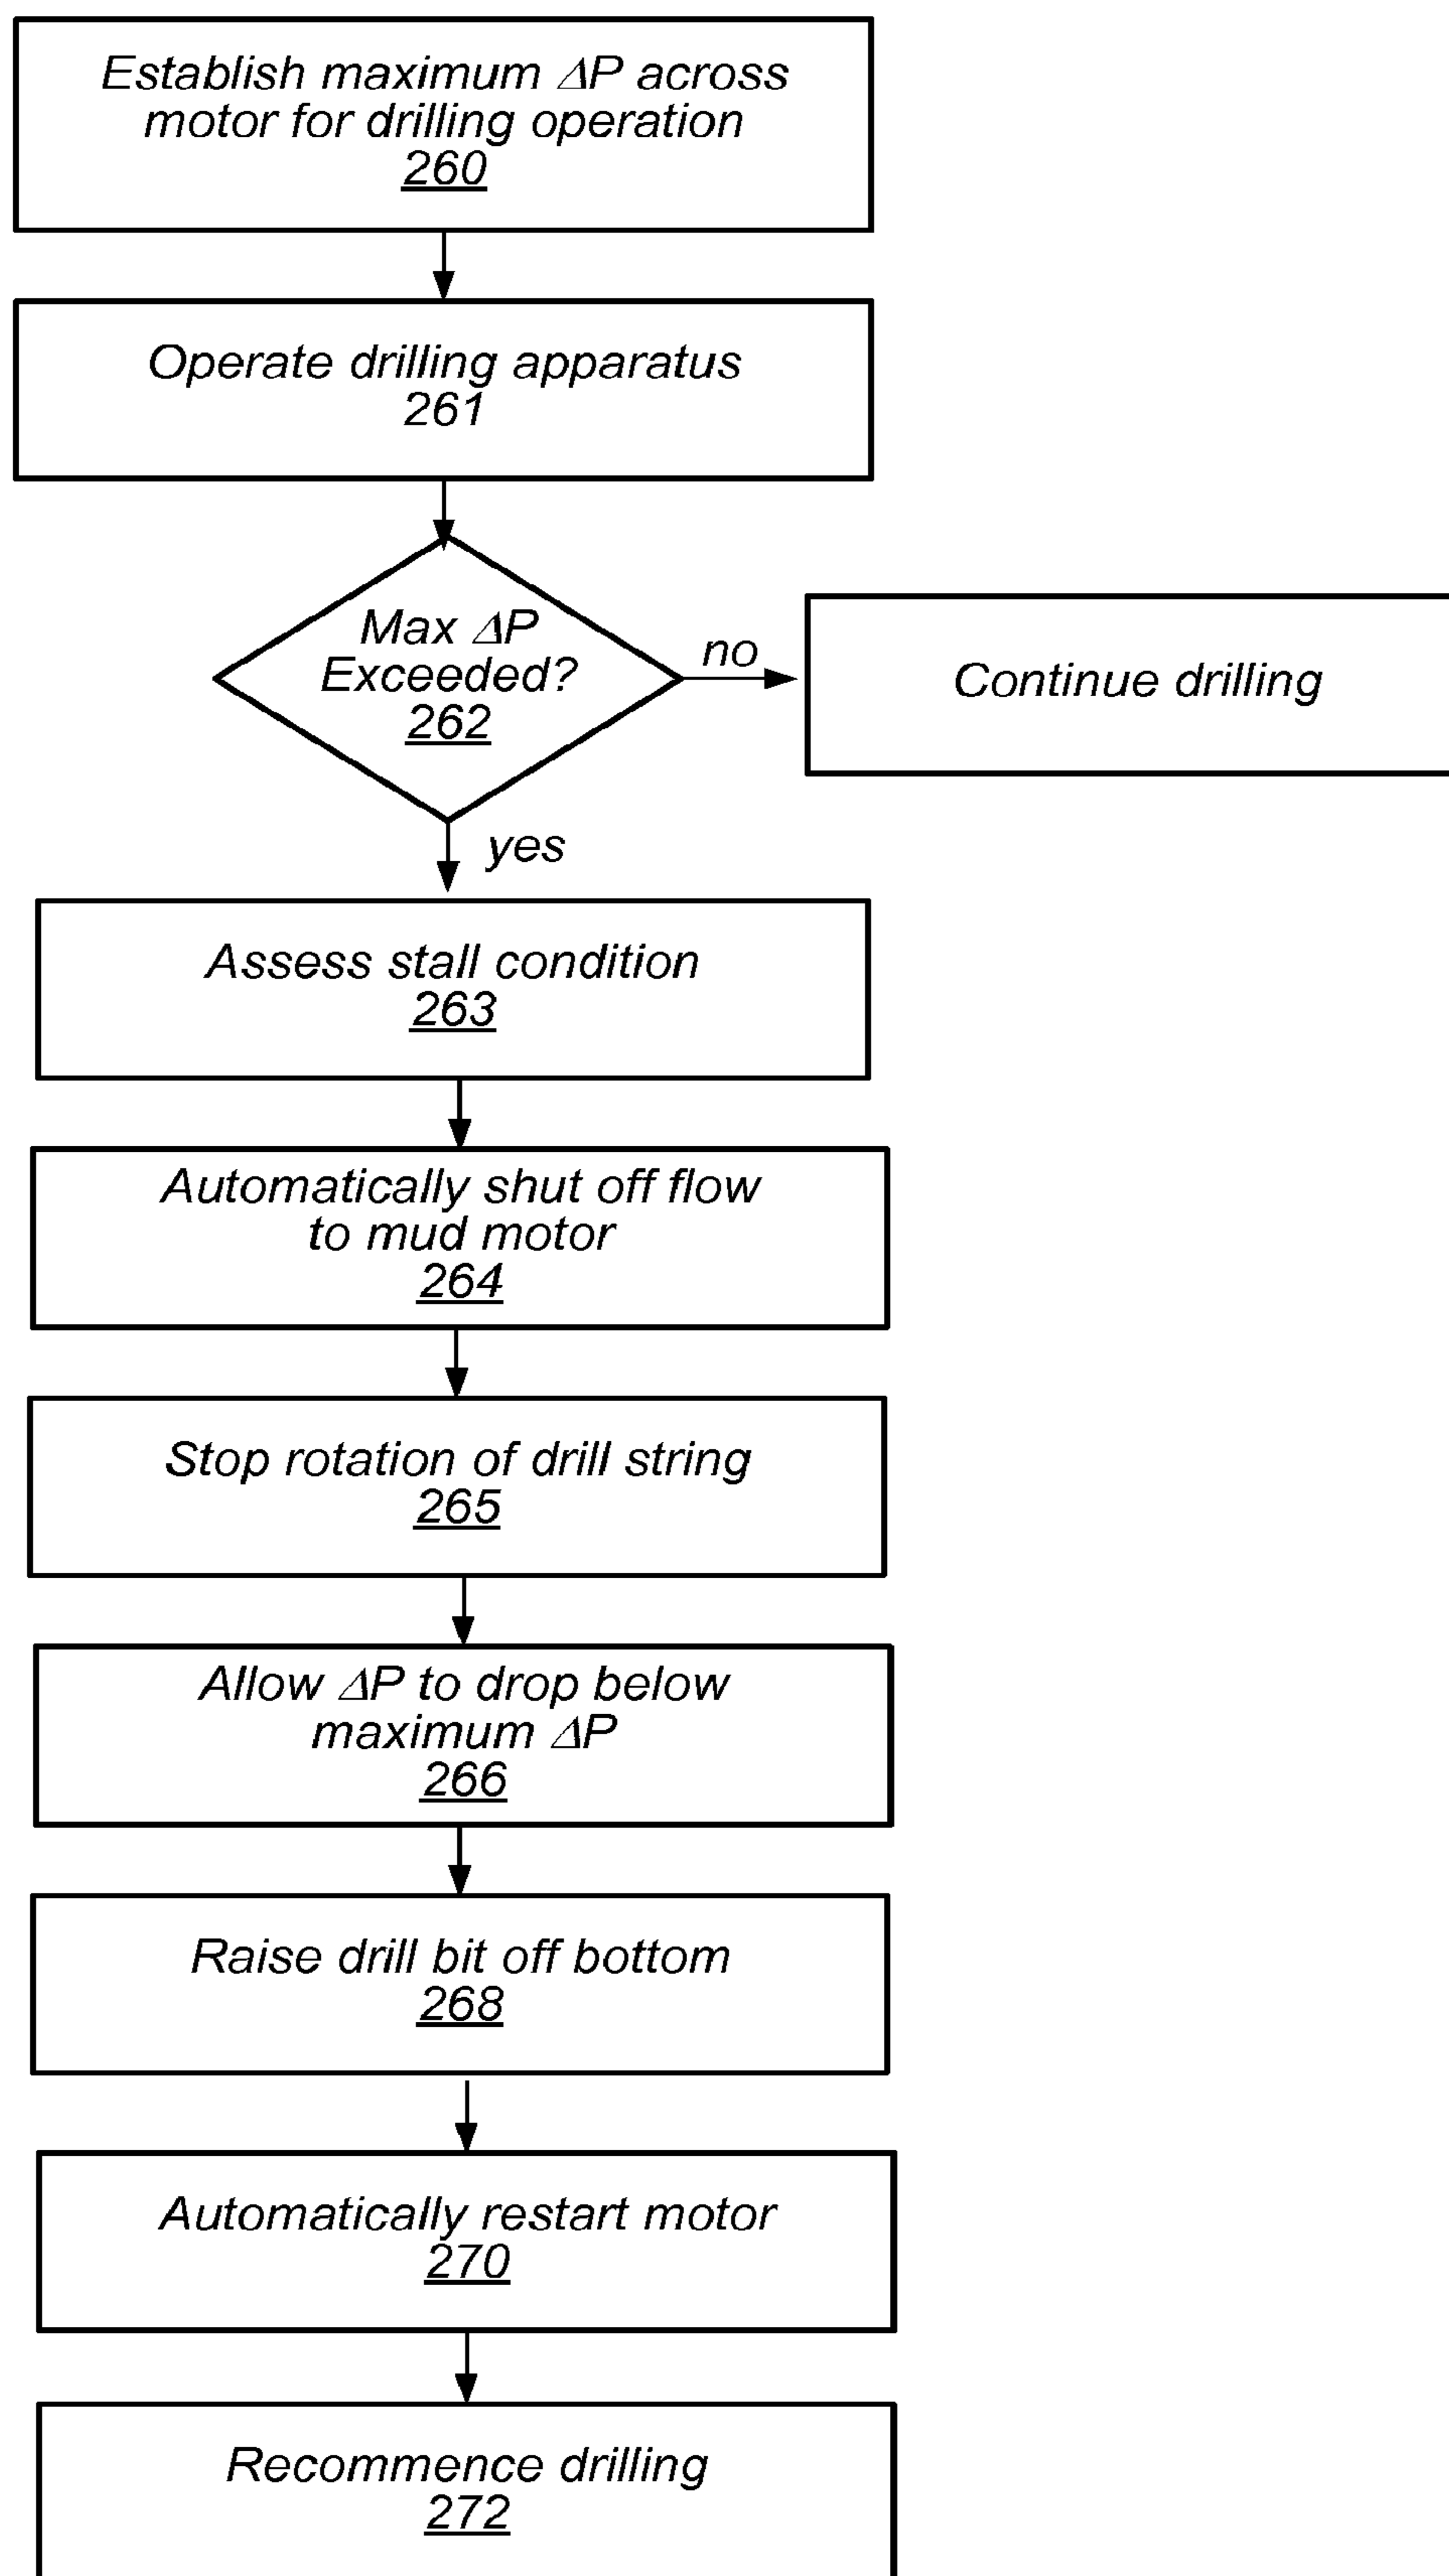 Establish maximum ΔP across
motor for drilling operation
260
Operate drilling apparatus
261
Max ΔP
Exceeded?
262
no
Continue drilling
yes
Assess stall condition
263
Automatically shut off flow
to mud motor
264
Stop rotation of drill string
265
Allow ΔP to drop below
maximum ΔP
266
Raise drill bit off bottom
268
Automatically restart motor
270
Recommence drilling
272